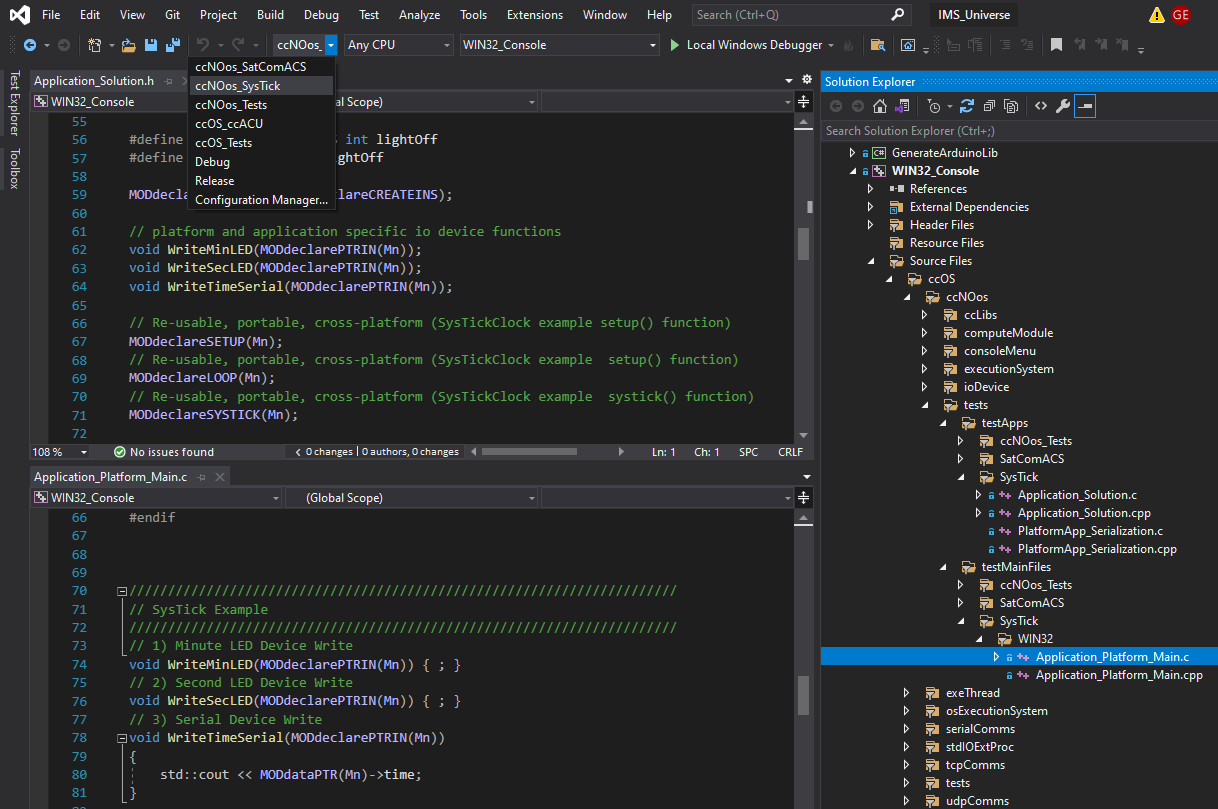 File Edit View Git Project Build Debug Test Analyze Tools Extensions Window Help Search (Ctrl+Q) IMS_Universe GE
ccNOos_ Any CPU WIN32_Console Local Windows Debugger
ccNOos_SatComACS
ccNOos_SysTick
ccNOos_Tests
ccOS_ccACU
ccOS_Tests
Debug
Release
Configuration Manager...
Test Explorer
Toolbox
Application_Solution.h
WIN32_Console al Scope)
55
56 #define S int lightOff
57 #define ghtOff
58
59 MODdecla lareCREATEINS);
60
61 // platform and application specific io device functions
62 void WriteMinLED(MODdeclarePTRIN(Mn));
63 void WriteSecLED(MODdeclarePTRIN(Mn));
64 void WriteTimeSerial(MODdeclarePTRIN(Mn));
65
66 // Re-usable, portable, cross-platform (SysTickClock example setup() function)
67 MODdeclareSETUP(Mn);
68 // Re-usable, portable, cross-platform (SysTickClock example  setup() function)
69 MODdeclareLOOP(Mn);
70 // Re-usable, portable, cross-platform (SysTickClock example  systick() function)
71 MODdeclareSYSTICK(Mn);
72
108 % No issues found 0 changes | 0 authors, 0 changes Ln: 1 Ch: 1 SPC CRLF
Application_Platform_Main.c
WIN32_Console (Global Scope)
66 #endif
67
68
69
70 ///////////////////////////////////////////////////////////////////////
71 // SysTick Example
72 ///////////////////////////////////////////////////////////////////////
73 // 1) Minute LED Device Write
74 void WriteMinLED(MODdeclarePTRIN(Mn)) { ; }
75 // 2) Second LED Device Write
76 void WriteSecLED(MODdeclarePTRIN(Mn)) { ; }
77 // 3) Serial Device Write
78 void WriteTimeSerial(MODdeclarePTRIN(Mn))
79 {
80 std::cout << MODdataPTR(Mn)->time;
81 }
Solution Explorer
Search Solution Explorer (Ctrl+;)
C# GenerateArduinoLib
WIN32_Console
References
External Dependencies
Header Files
Resource Files
Source Files
ccOS
ccNOos
ccLibs
computeModule
consoleMenu
executionSystem
ioDevice
tests
testApps
ccNOos_Tests
SatComACS
SysTick
Application_Solution.c
Application_Solution.cpp
PlatformApp_Serialization.c
PlatformApp_Serialization.cpp
testMainFiles
ccNOos_Tests
SatComACS
SysTick
WIN32
Application_Platform_Main.c
Application_Platform_Main.cpp
exeThread
osExecutionSystem
serialComms
stdIOExtProc
tcpComms
tests
udpComms